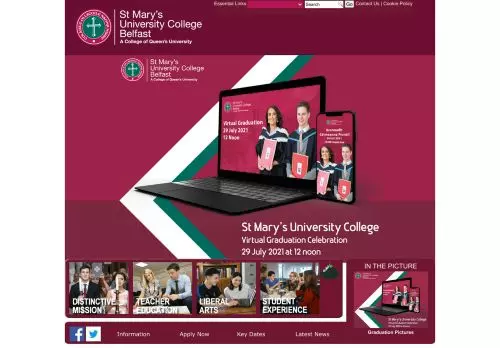 St Mary's
University College
Belfast
A College of Queen's University
Essential Links
Search
Go
Contact Us | Cookie Policy
St Mary's
University College
Belfast
A College of Queen's University
Virtual Graduation
29 July 2021
12 Noon
St Mary's University College
Virtual Graduation Celebration
29 July 2021 at 12 noon
DISTINCTIVE
MISSION
TEACHER
EDUCATION
LIBERAL
ARTS
STUDENT
EXPERIENCE
IN THE PICTURE
St Mary's University College
Virtual Graduation Celebration
Graduation Pictures
Information
Apply Now
Key Dates
Latest News